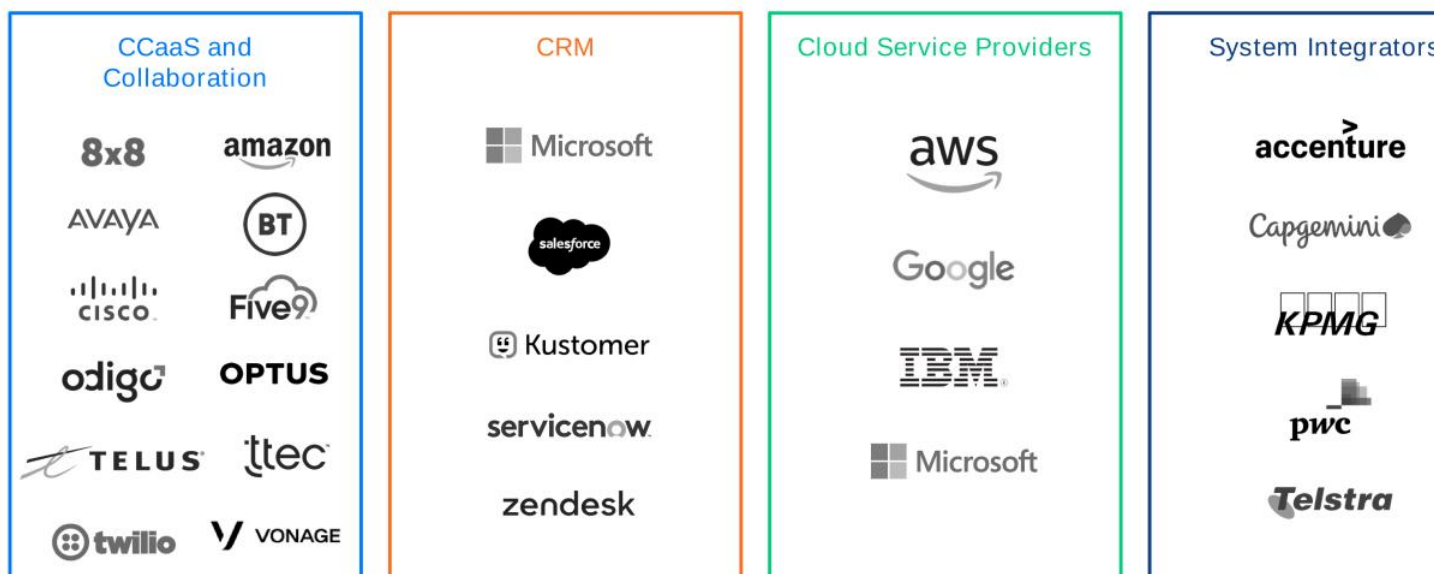 CCaaS and
Collaboration
8x8
amazon
AVAYA
BT
CISCO
Five9
odigo
OPTUS
TELUS
ttec
twilio
VONAGE
CRM
Microsoft
salesforce
Kustomer
servicenow
zendesk
Cloud Service Providers
aws
Google
IBM
Microsoft
System Integrators
accenture
Capgemini
KPMG
pwc
Telstra